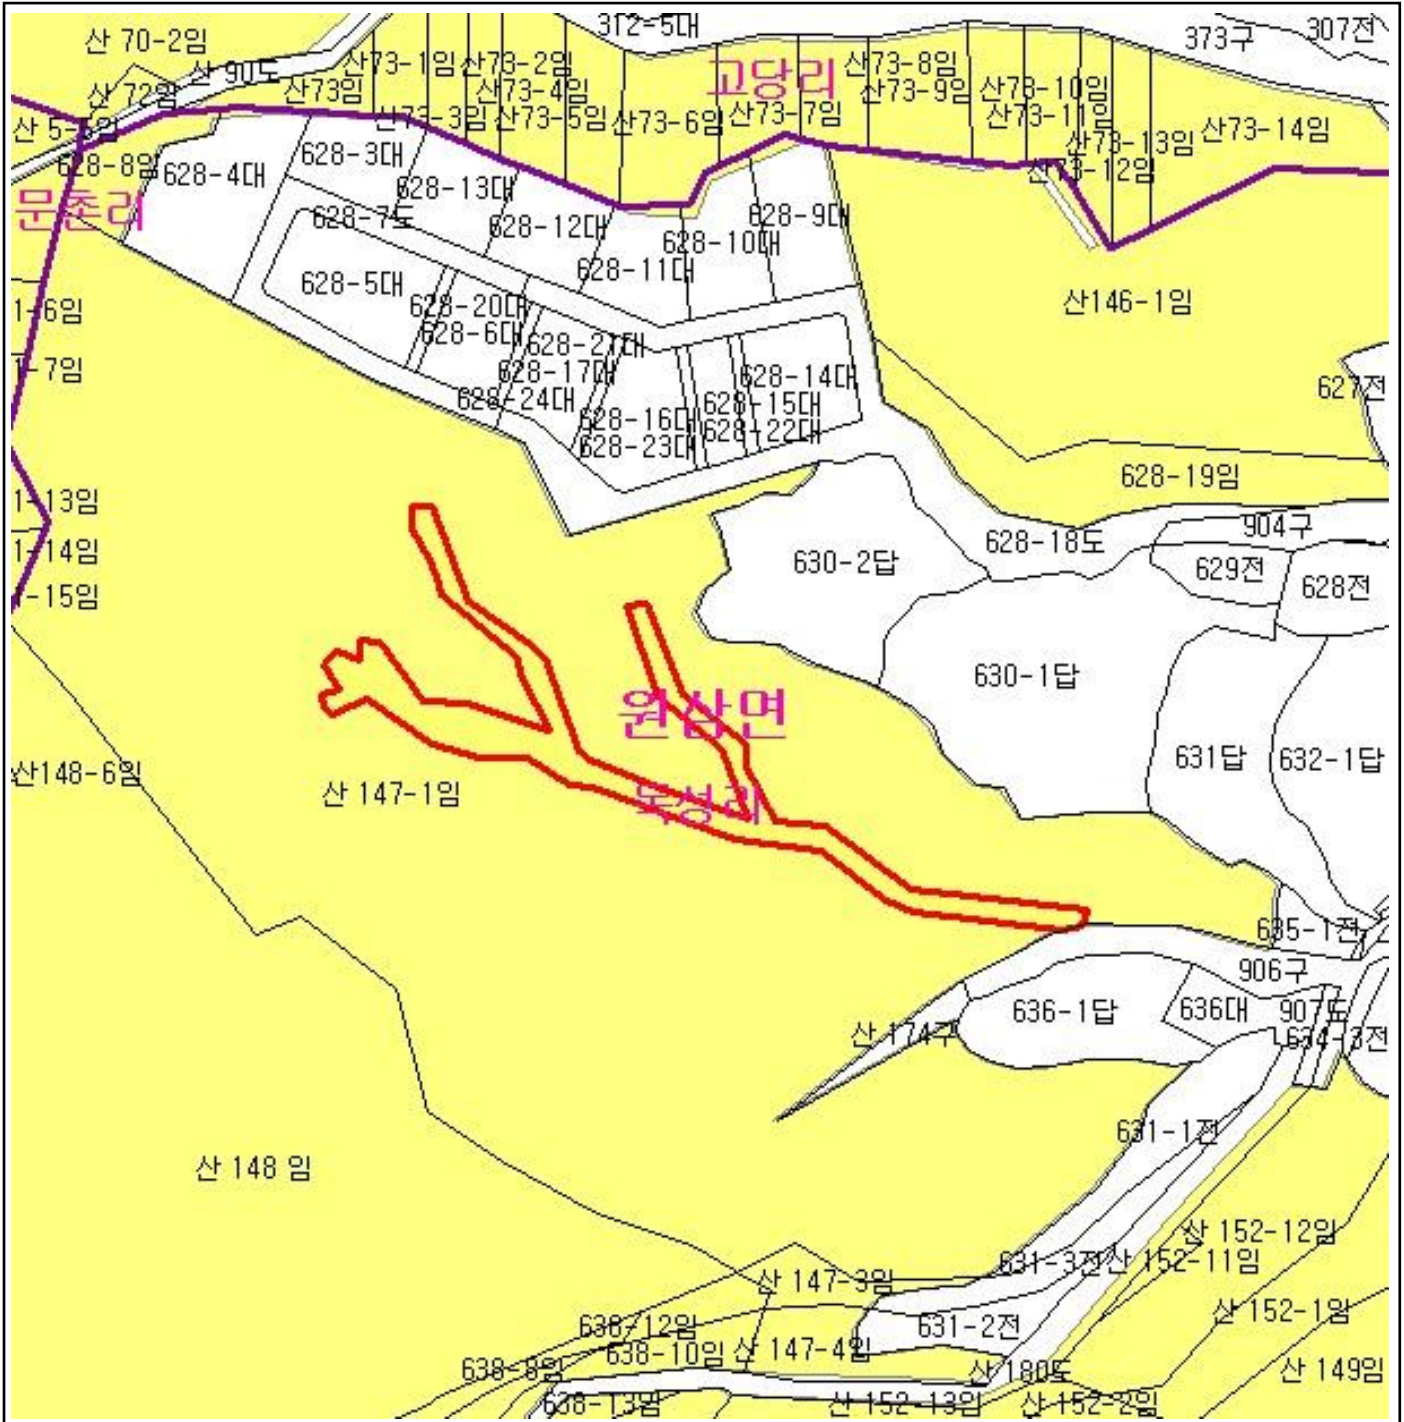 312-5대
307전
373구
산 70-2임
산73-1임
산73-2임
산73-8임
산 90도
고당리
산 72임
산73임
산73-4임
산73-9임
산73-10임
산73-3임
산73-5임
산73-6임
산73-7임
산73-11임
산73-13임
산73-14임
산 5-5임
628-8임
628-4대
628-3대
산73-12임
628-13대
문촌리
628-7도
628-12대
628-9대
628-10대
628-11대
628-5대
628-20대
산146-1임
1-6임
628-6대
628-21대
1-7임
628-17대
628-14대
627전
628-24대
628-15대
628-16대
628-22대
628-23대
628-19임
1-13임
904구
1-14임
630-2답
628-18도
629전
628전
1-15임
630-1답
원삼면
631답
632-1답
산148-6임
산 147-1임
독성리
635-1전
906구
636-1답
636대
907도
산 174구
634-3전
631-1전
산 148 임
산 152-12임
631-3전
산 152-11임
산 147-3임
산 152-1임
638-12임
631-2전
638-10임
산 147-4임
638-8임
산 180도
산 149임
638-13임
산 152-13임
산 152-2임